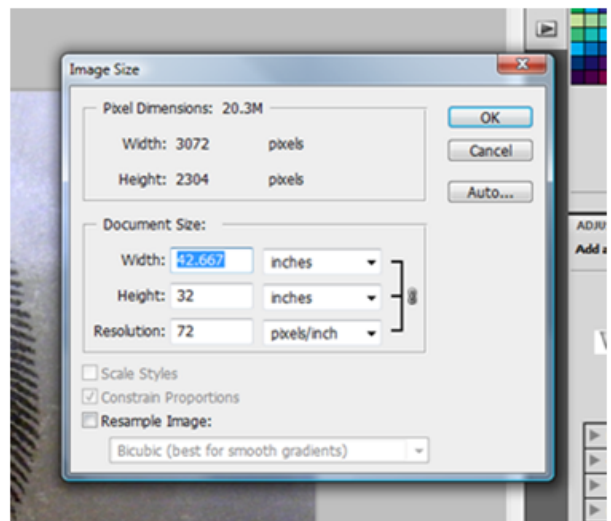 Image Size
Pixel Dimensions: 20.3M
Width: 3072 pixels
Height: 2304 pixels
OK
Cancel
Auto...
Document Size:
Width: 42.667 inches
Height: 32 inches
Resolution: 72 pixels/inch
Scale Styles
Constrain Proportions
Resample Image:
Bicubic (best for smooth gradients)
ADJU
Add a